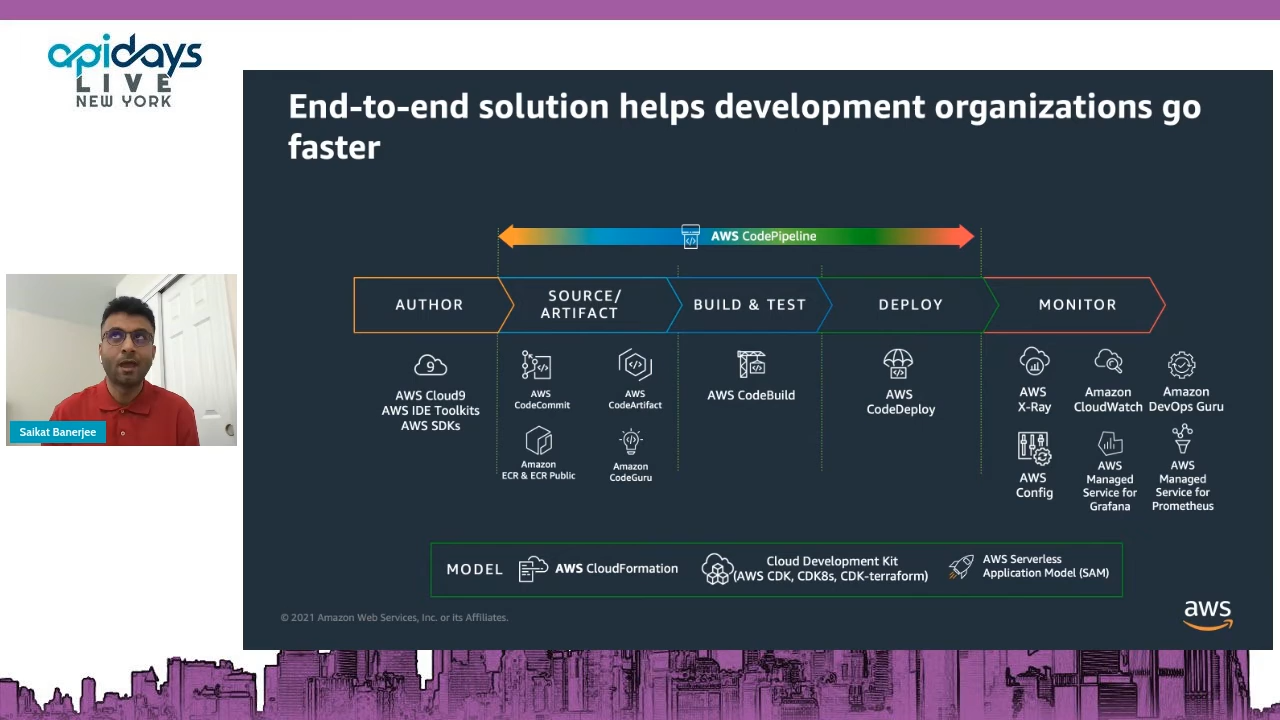 apidays
LIVE
NEW YORK
End-to-end solution helps development organizations go
faster
AWS CodePipeline
AUTHOR
SOURCE/
ARTIFACT
BUILD & TEST
DEPLOY
MONITOR
9
AWS Cloud9
AWS IDE Toolkits
AWS SDKs
AWS
CodeCommit
AWS
CodeArtifact
Amazon
ECR & ECR Public
Amazon
CodeGuru
AWS CodeBuild
AWS
CodeDeploy
AWS
X-Ray
Amazon
CloudWatch
Amazon
DevOps Guru
AWS
Config
AWS
Managed
Service for
Grafana
AWS
Managed
Service for
Prometheus
MODEL
AWS CloudFormation
Cloud Development Kit
(AWS CDK, CDK8s, CDK-terraform)
AWS Serverless
Application Model (SAM)
© 2021 Amazon Web Services, Inc. or its Affiliates.
aws
Saikat Banerjee